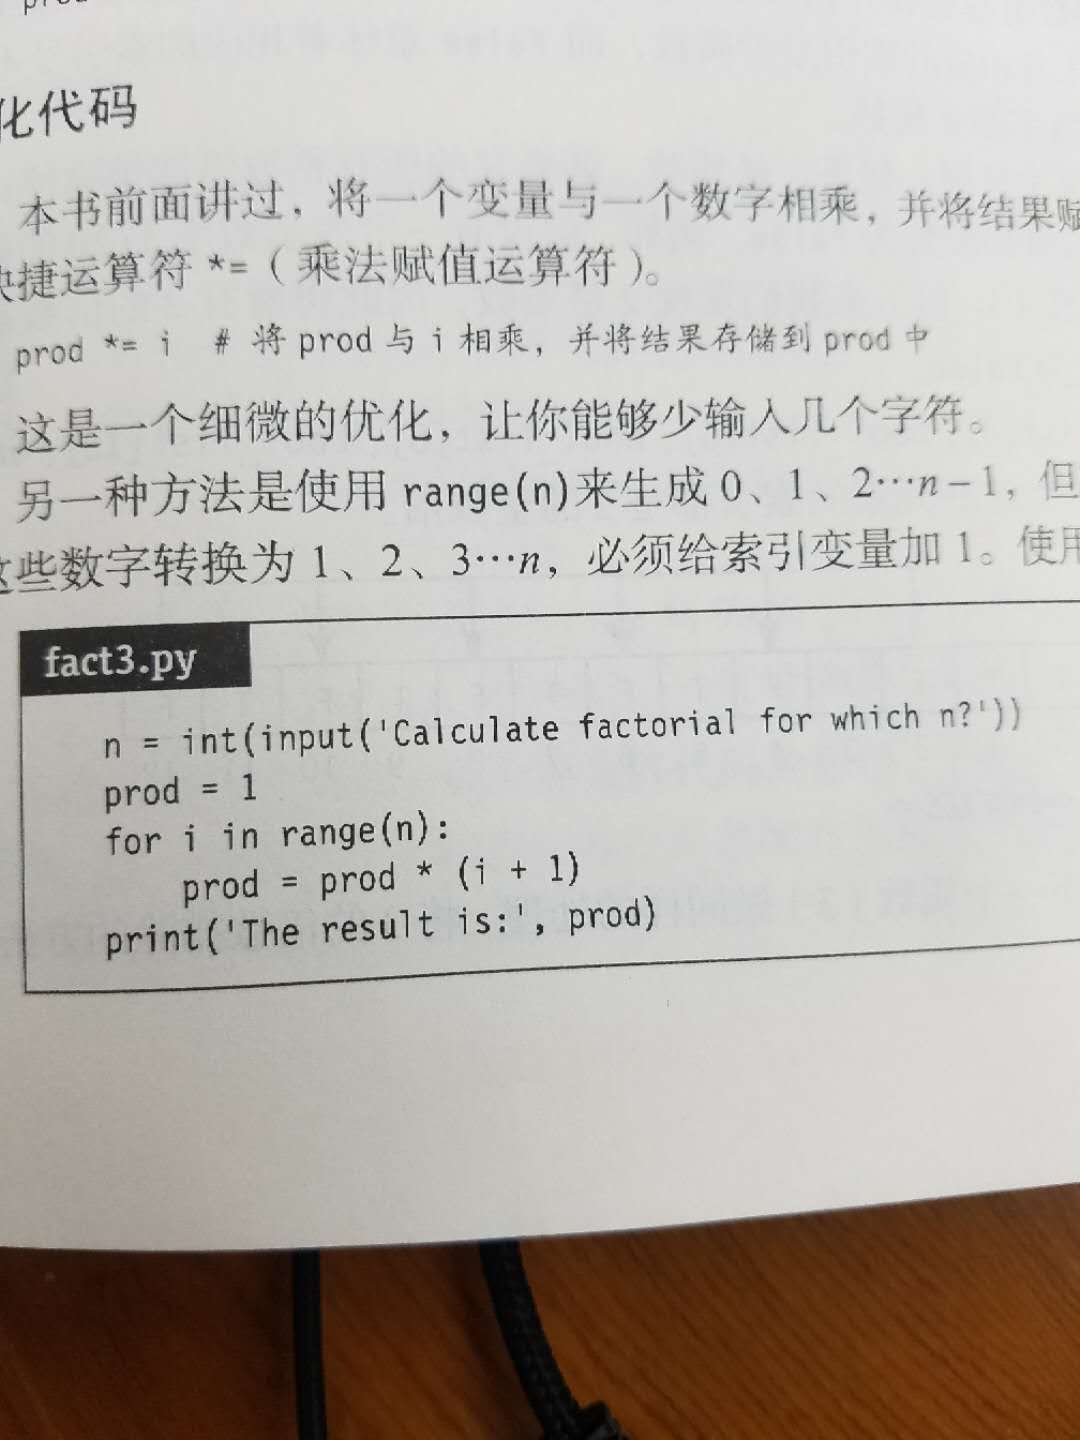 化代码
本书前面讲过，将一个变量与一个数字相乘，并将结果赋
快捷运算符 *=（乘法赋值运算符）。
prod *= i  # 将 prod 与 i 相乘，并将结果存储到 prod 中
这是一个细微的优化，让你能够少输入几个字符。
另一种方法是使用 range(n)来生成 0、1、2…n－1，但
这些数字转换为 1、2、3…n，必须给索引变量加 1。使用
fact3.py
n = int(input('Calculate factorial for which n?'))
prod = 1
for i in range(n):
    prod = prod * (i + 1)
print('The result is:', prod)